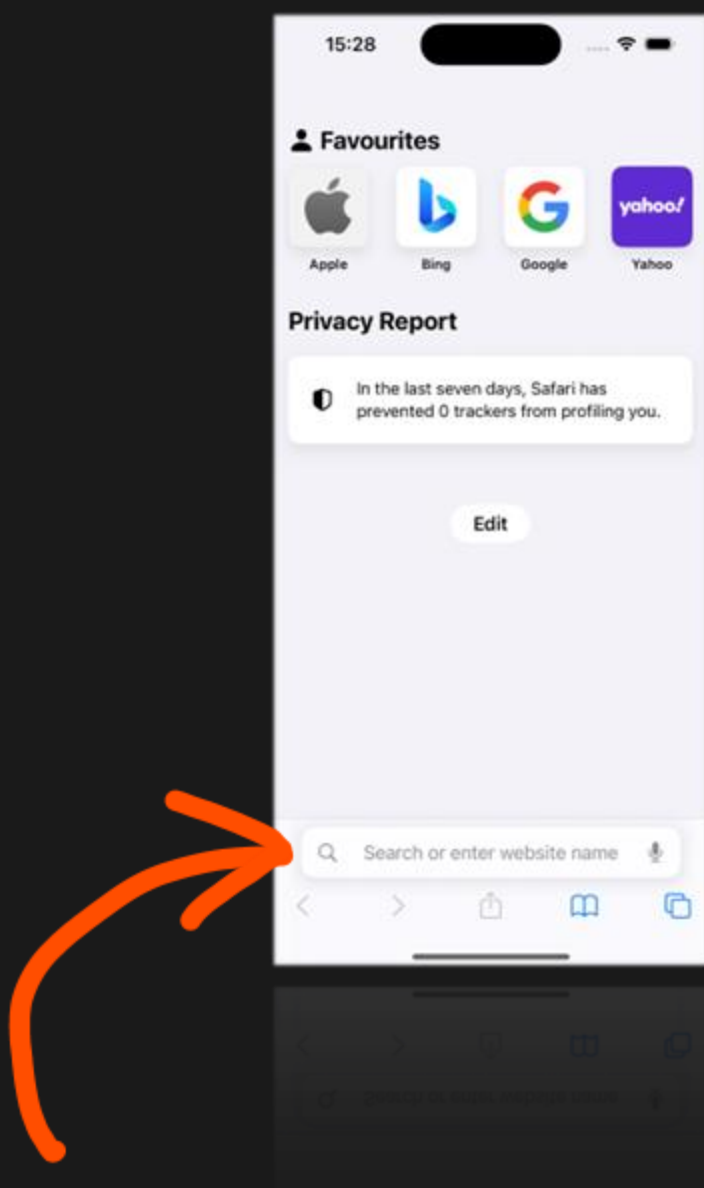 15:28
Favourites
yahoo!
Apple Bing Google Yahoo
Privacy Report
In the last seven days, Safari has
prevented 0 trackers from profiling you.
Edit
Search or enter website name